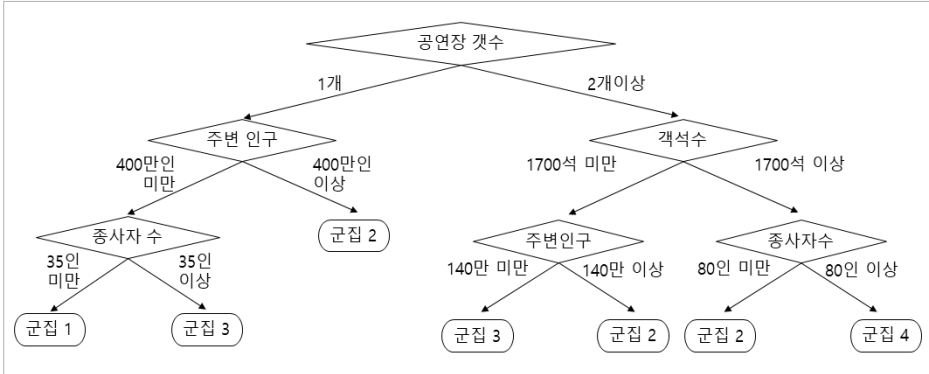 공연장 갯수
1개
2개이상
주변 인구
객석수
400만인
미만
400만인
이상
1700석 미만
1700석 이상
종사자 수
군집 2
주변인구
종사자수
35인
미만
35인
이상
140만 미만
140만 이상
80인 미만
80인 이상
군집 1
군집 3
군집 3
군집 2
군집 2
군집 4